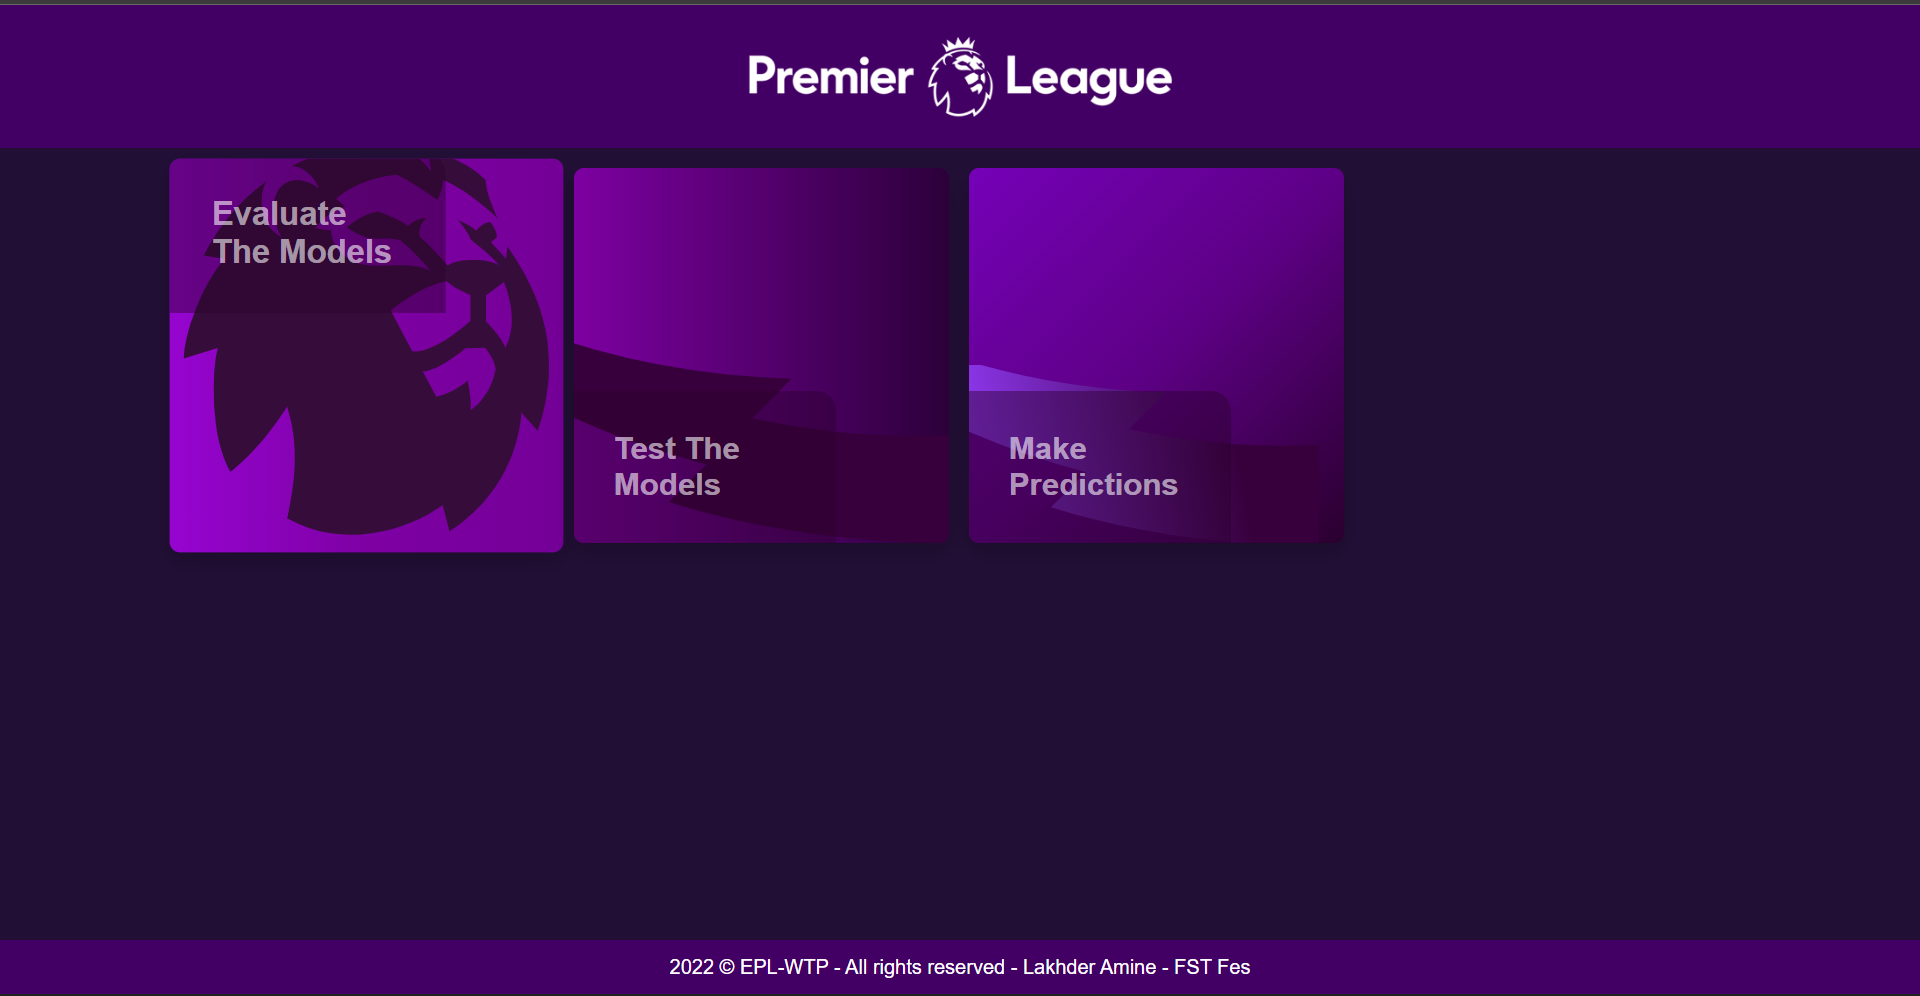 Premier League
Evaluate
The Models
Test The
Models
Make
Predictions
2022 © EPL-WTP - All rights reserved - Lakhder Amine - FST Fes